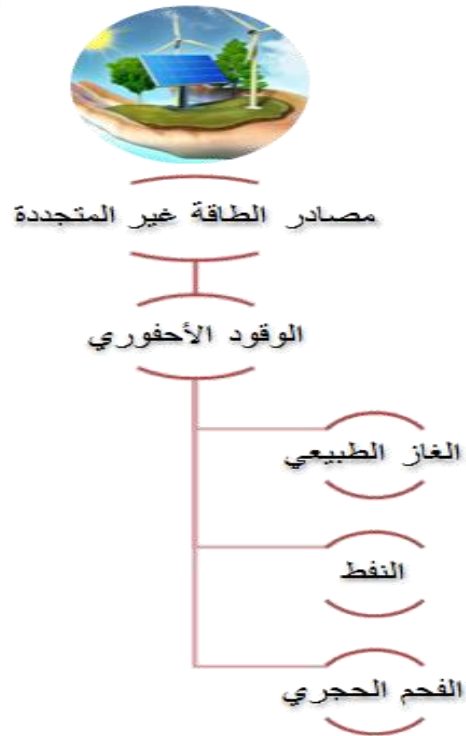 مصادر الطاقة غير المتجددة
الوقود الأحفوري
الغاز الطبيعي
النفط
الفحم الحجري